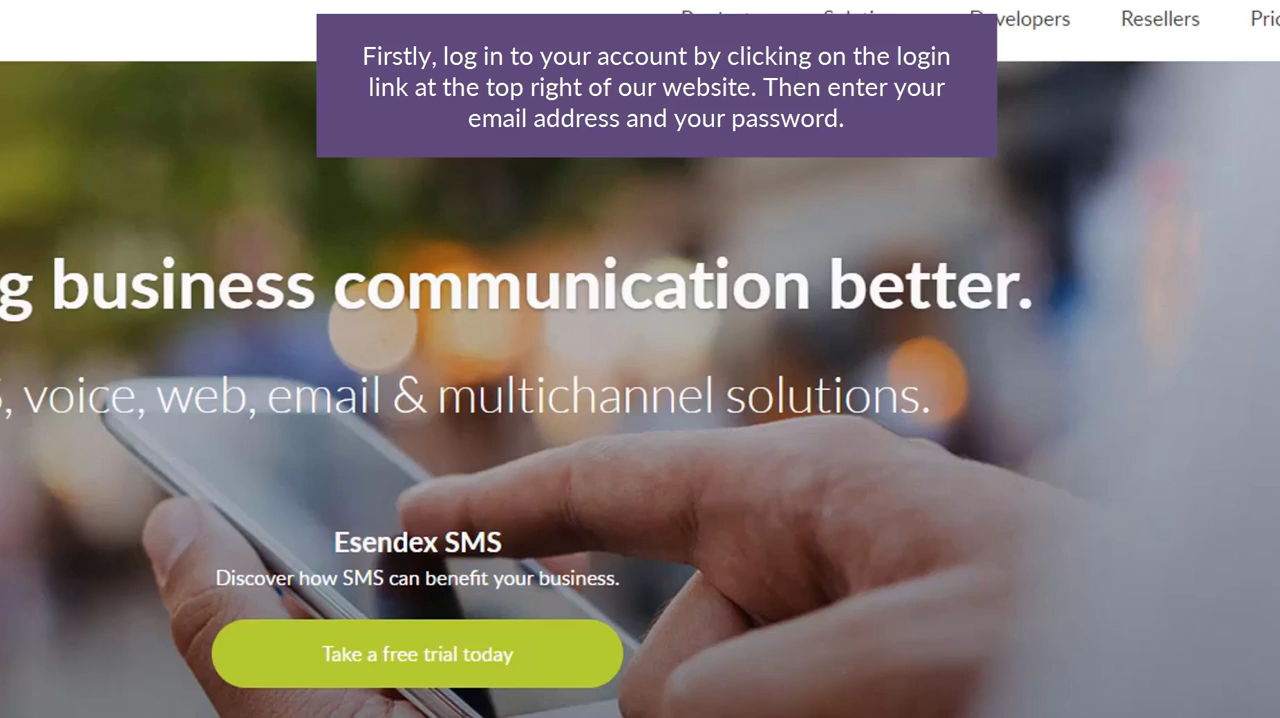 Developers Resellers
Firstly, log in to your account by clicking on the login
link at the top right of our website. Then enter your
email address and your password.
business communication better.
, voice, web, email & multichannel solutions.
Esendex SMS
Discover how SMS can benefit your business.
Take a free trial today